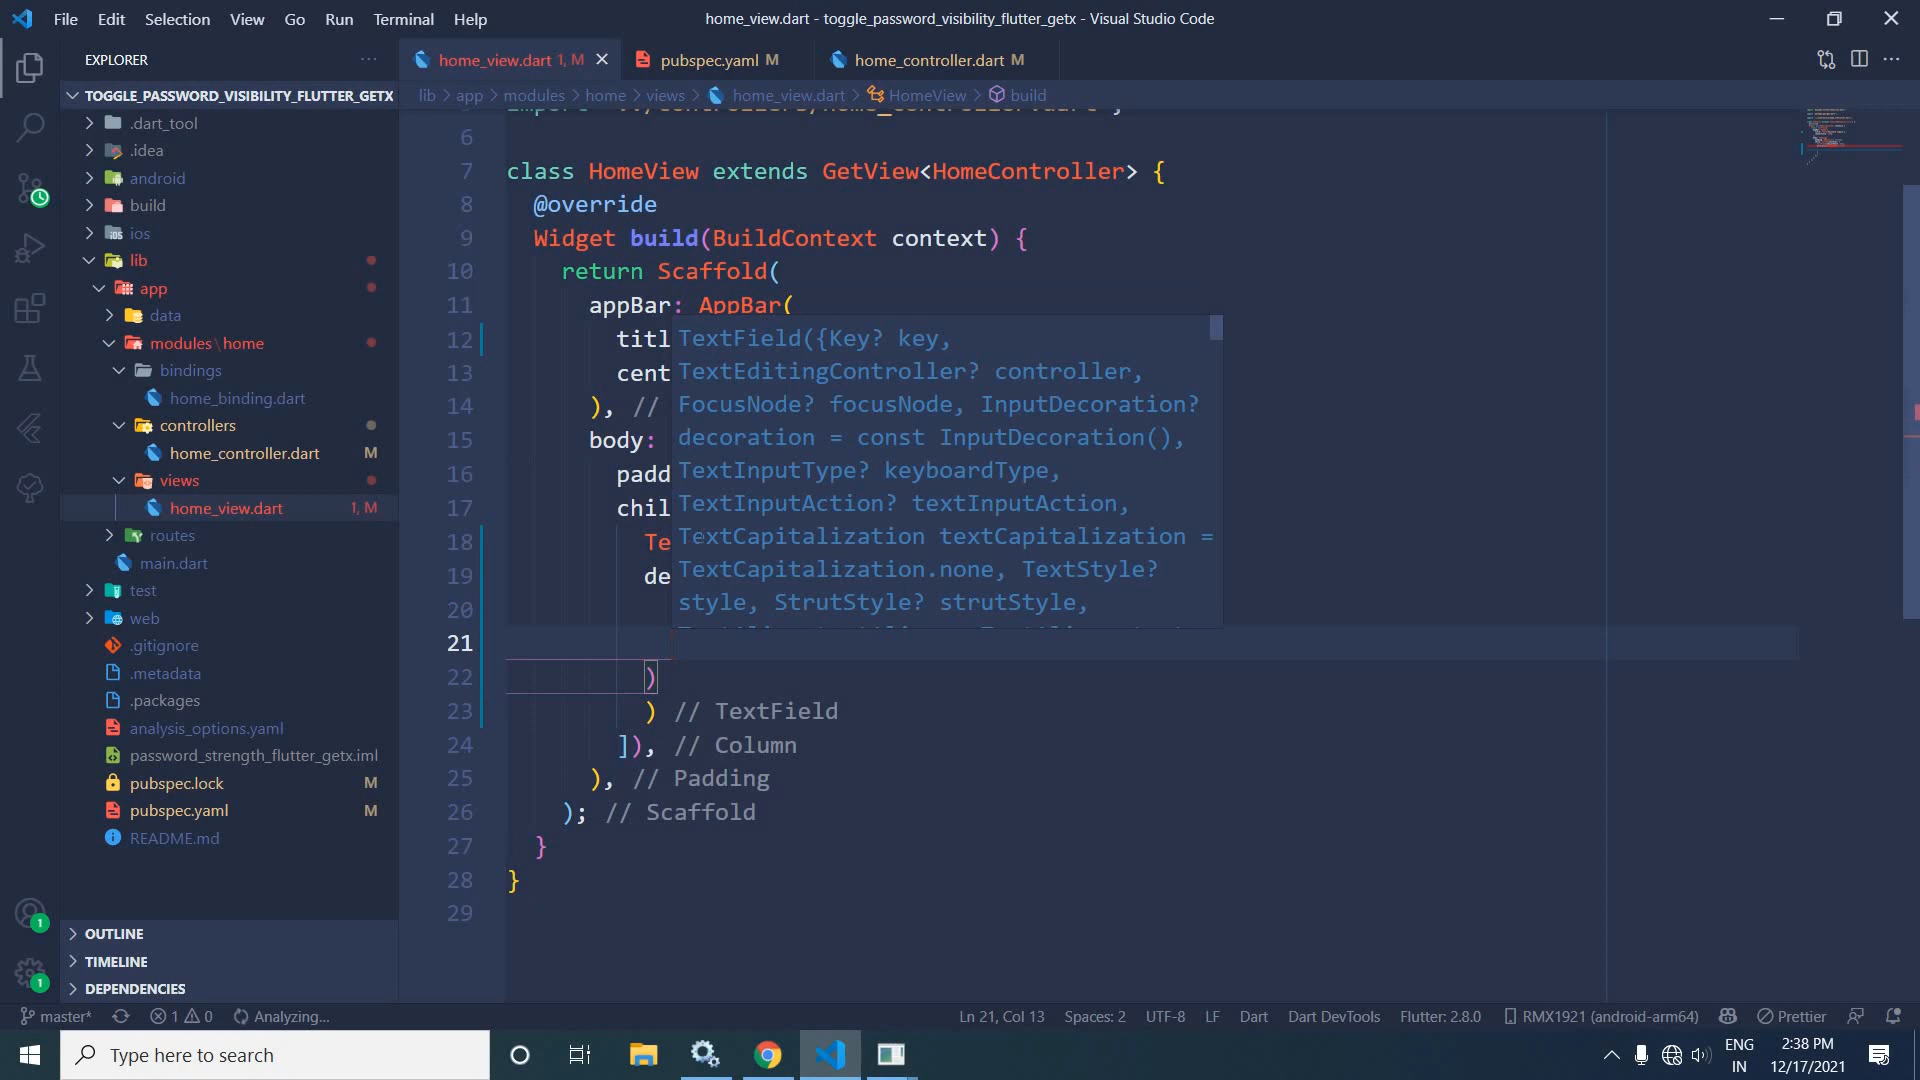 File Edit Selection View Go Run Terminal Help
home_view.dart - toggle_password_visibility_flutter_getx - Visual Studio Code
EXPLORER
home_view.dart 1, M
pubspec.yaml M
home_controller.dart M
TOGGLE_PASSWORD_VISIBILITY_FLUTTER_GETX
lib > app > modules > home > views > home_view.dart > HomeView > build
.dart_tool
.idea
android
build
ios
lib
app
data
modules\home
bindings
home_binding.dart
controllers
home_controller.dart M
views
home_view.dart 1, M
routes
main.dart
test
web
.gitignore
.metadata
.packages
analysis_options.yaml
password_strength_flutter_getx.iml
pubspec.lock M
pubspec.yaml M
README.md
OUTLINE
TIMELINE
DEPENDENCIES
6
7 class HomeView extends GetView<HomeController> {
8 @override
9 Widget build(BuildContext context) {
10 return Scaffold(
11 appBar: AppBar(
12 titl
13 cent
14 ), //
15 body:
16 padd
17 chil
18 Te
19 de
20
21
22 )
23 ) // TextField
24 ]), // Column
25 ), // Padding
26 ); // Scaffold
27 }
28 }
29
TextField({Key? key,
TextEditingController? controller,
FocusNode? focusNode, InputDecoration?
decoration = const InputDecoration(),
TextInputType? keyboardType,
TextInputAction? textInputAction,
TextCapitalization textCapitalization =
TextCapitalization.none, TextStyle?
style, StrutStyle? strutStyle,
master* 1 0 Analyzing...
Ln 21, Col 13 Spaces: 2 UTF-8 LF Dart Dart DevTools Flutter: 2.8.0 RMX1921 (android-arm64) Prettier
1
1
Type here to search
ENG
IN
2:38 PM
12/17/2021